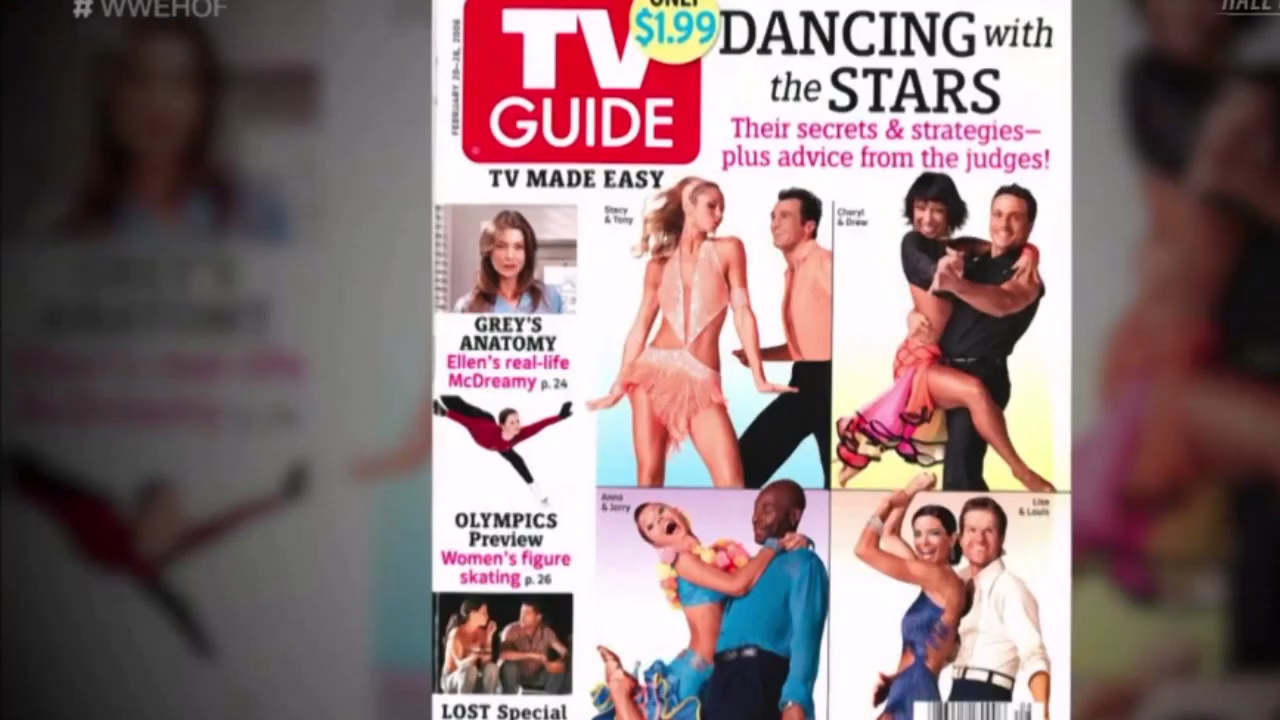 # WWEHOF
HALL
FEBRUARY 20–26, 2006
TV
GUIDE
ONLY
$1.99
TV MADE EASY
DANCING with
the STARS
Their secrets & strategies–
plus advice from the judges!
Stacy
& Tony
Cheryl
& Drew
GREY'S
ANATOMY
Ellen's real-life
McDreamy p. 24
OLYMPICS
Preview
Women's figure
skating p. 26
LOST Special
Anna
& Jerry
Lisa
& Louis